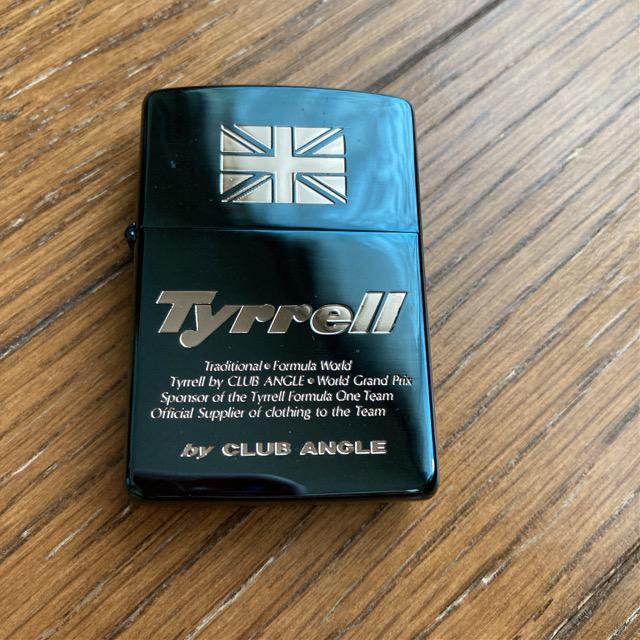 Tyrrell
Traditional • Formula World
Tyrrell by CLUB ANGLE • World Grand Prix
Sponsor of the Tyrrell Formula One Team
Official Supplier of clothing to the Team
by CLUB ANGLE